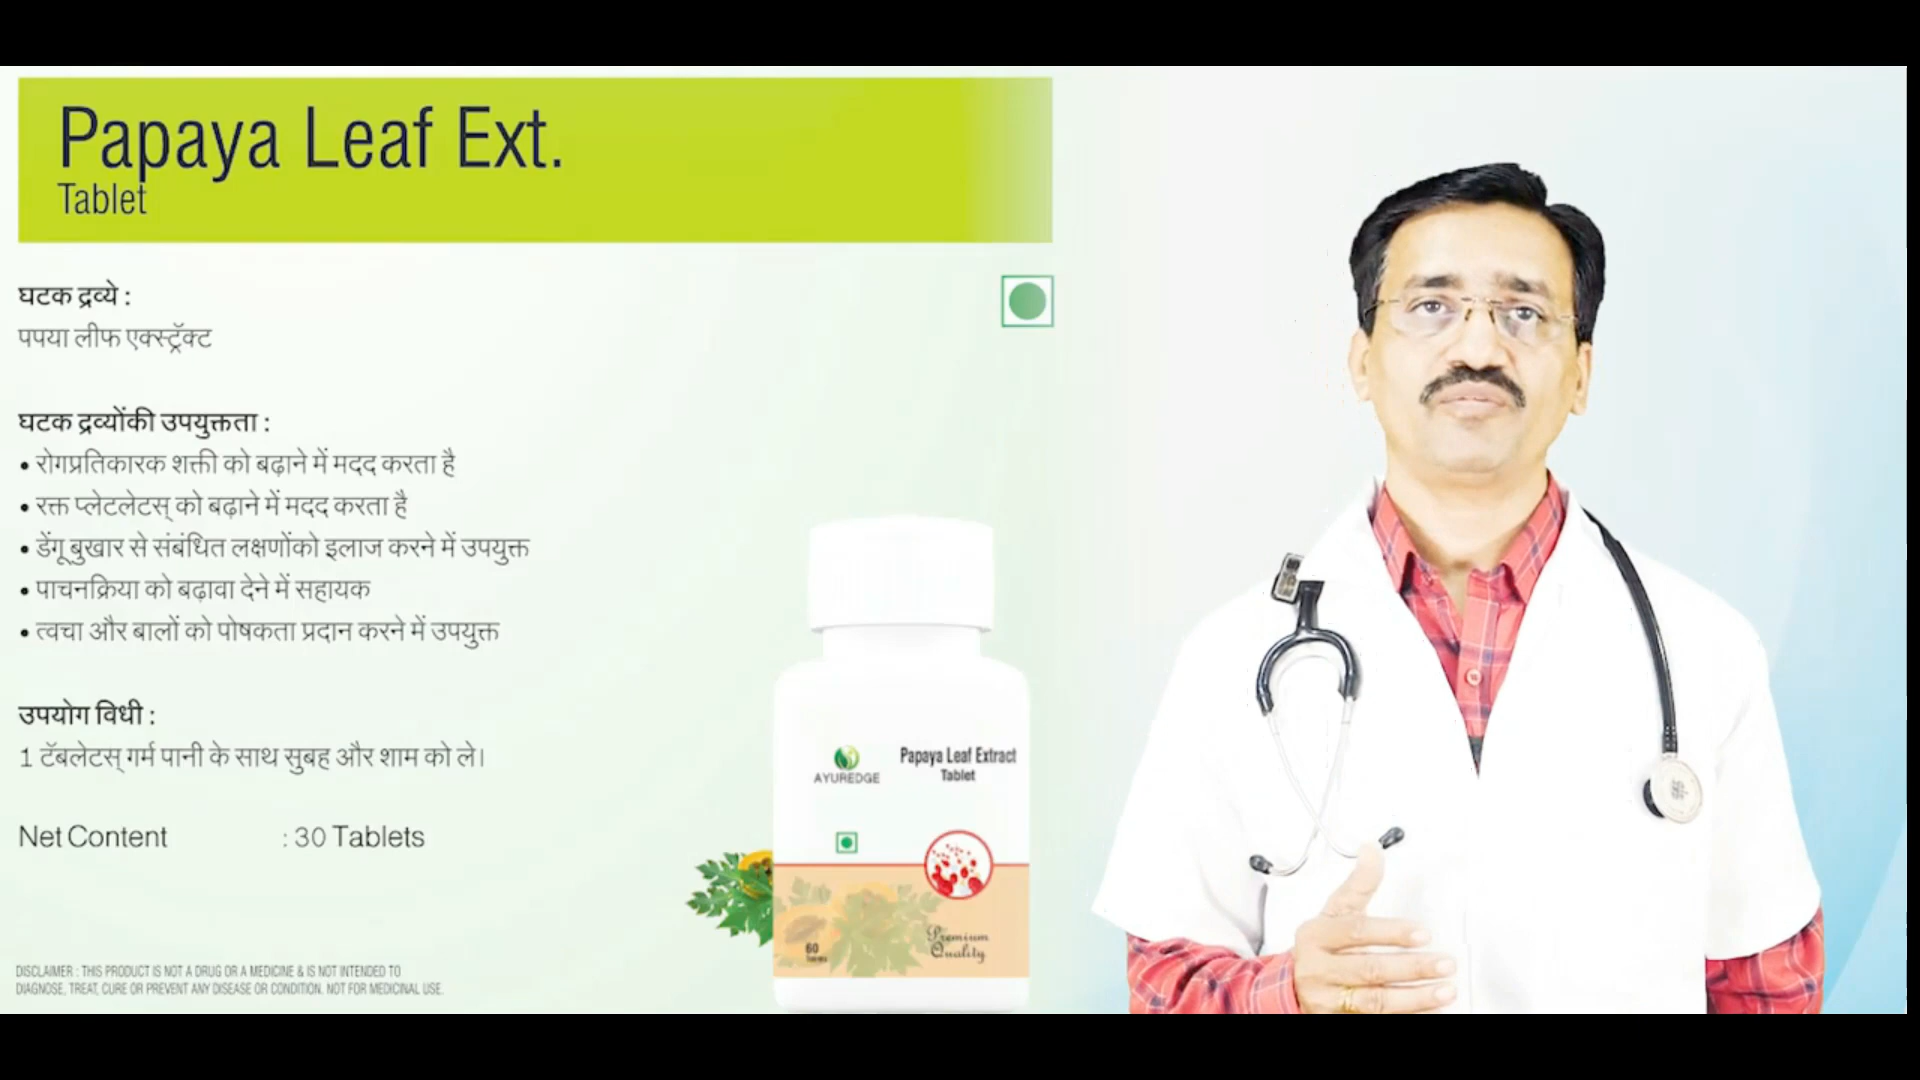 Papaya Leaf Ext.
Tablet
घटक द्रव्ये :
पपया लीफ एक्स्ट्रॅक्ट
घटक द्रव्योंकी उपयुक्तता :
• रोगप्रतिकारक शक्ती को बढ़ाने में मदद करता है
• रक्त प्लेटलेटस् को बढ़ाने में मदद करता है
• डेंगू बुखार से संबंधित लक्षणोंको इलाज करने में उपयुक्त
• पाचनक्रिया को बढ़ावा देने में सहायक
• त्वचा और बालों को पोषकता प्रदान करने में उपयुक्त
उपयोग विधी :
1 टॅबलेटस् गर्म पानी के साथ सुबह और शाम को ले।
Net Content : 30 Tablets
DISCLAIMER : THIS PRODUCT IS NOT A DRUG OR A MEDICINE & IS NOT INTENDED TO
DIAGNOSE, TREAT, CURE OR PREVENT ANY DISEASE OR CONDITION. NOT FOR MEDICINAL USE.
AYUREDGE
Papaya Leaf Extract
Tablet
Premium
Quality
60